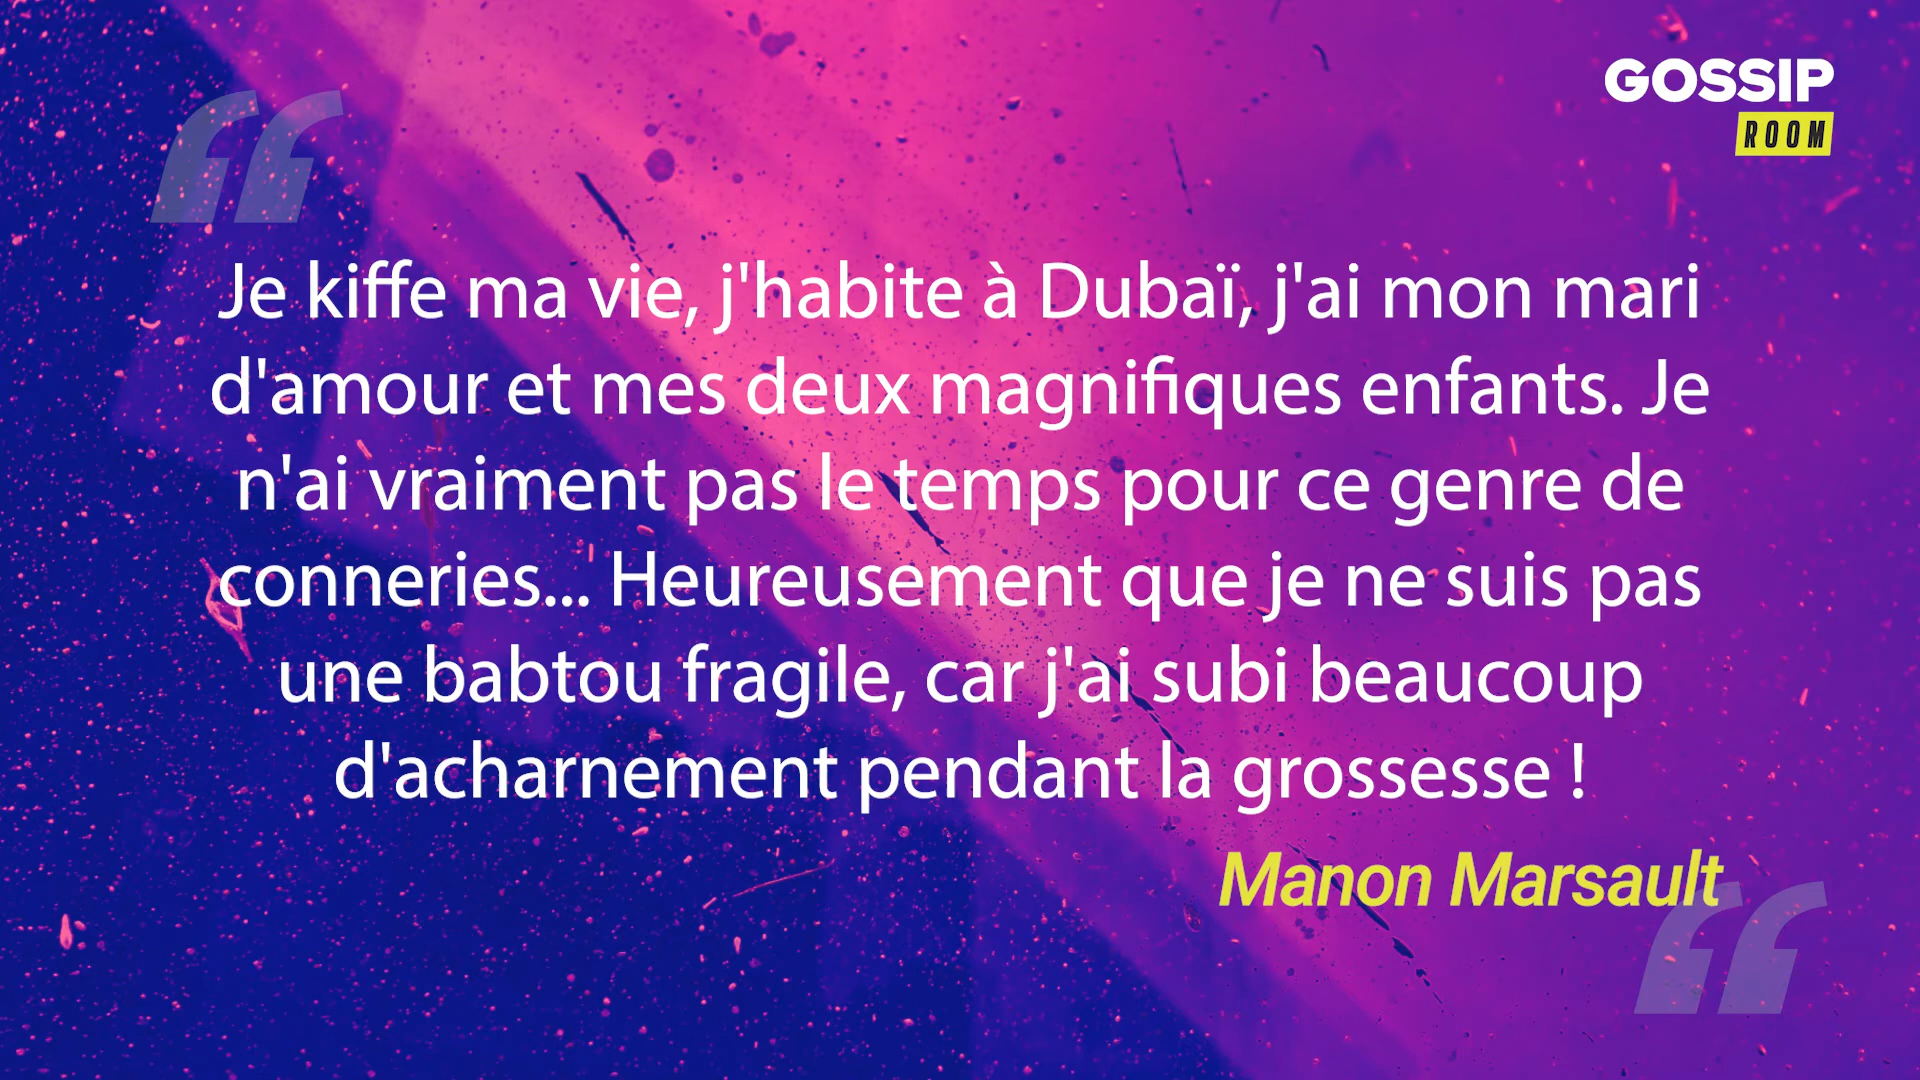 GOSSIP
ROOM
“
Je kiffe ma vie, j'habite à Dubaï, j'ai mon mari
d'amour et mes deux magnifiques enfants. Je
n'ai vraiment pas le temps pour ce genre de
conneries... Heureusement que je ne suis pas
une babtou fragile, car j'ai subi beaucoup
d'acharnement pendant la grossesse !
Manon Marsault
“